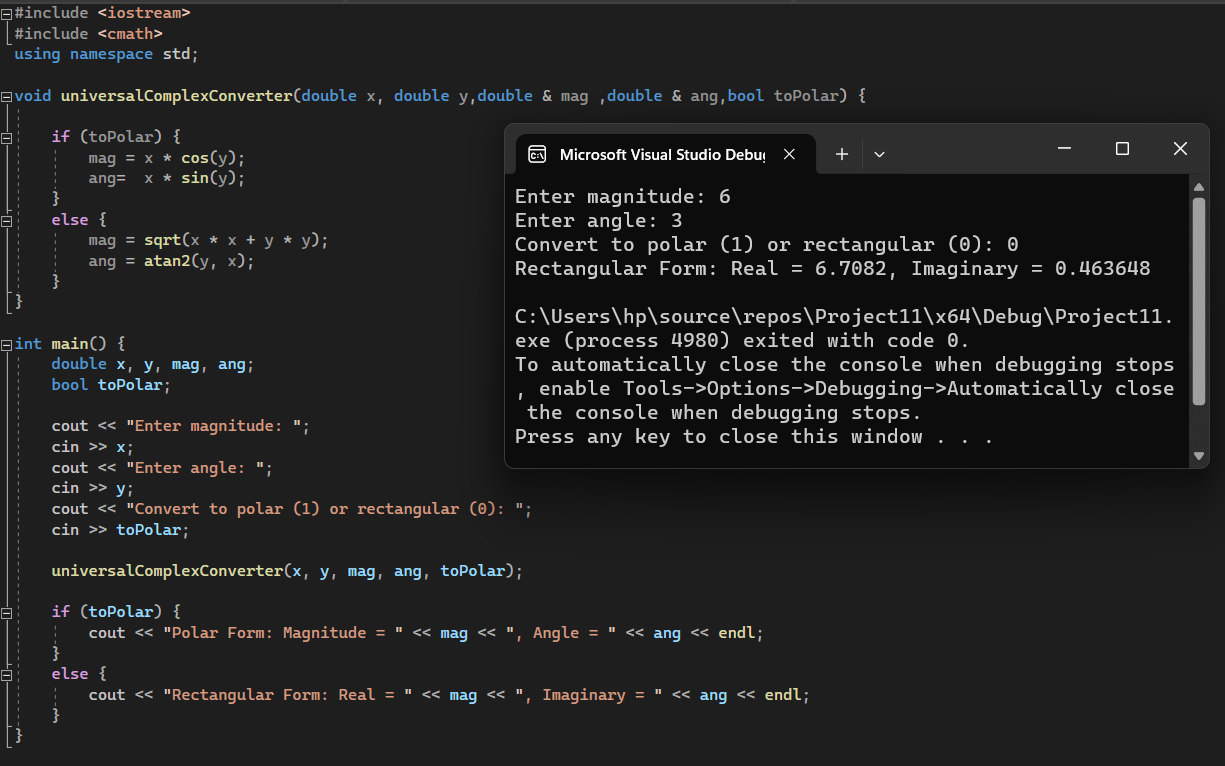 #include <iostream>
#include <cmath>
using namespace std;
void universalComplexConverter(double x, double y,double & mag ,double & ang,bool toPolar) {
if (toPolar) {
mag = x * cos(y);
ang=  x * sin(y);
}
else {
mag = sqrt(x * x + y * y);
ang = atan2(y, x);
}
}
int main() {
double x, y, mag, ang;
bool toPolar;
cout << "Enter magnitude: ";
cin >> x;
cout << "Enter angle: ";
cin >> y;
cout << "Convert to polar (1) or rectangular (0): ";
cin >> toPolar;
universalComplexConverter(x, y, mag, ang, toPolar);
if (toPolar) {
cout << "Polar Form: Magnitude = " << mag << ", Angle = " << ang << endl;
}
else {
cout << "Rectangular Form: Real = " << mag << ", Imaginary = " << ang << endl;
}
}
Microsoft Visual Studio Debug
Enter magnitude: 6
Enter angle: 3
Convert to polar (1) or rectangular (0): 0
Rectangular Form: Real = 6.7082, Imaginary = 0.463648
C:\Users\hp\source\repos\Project11\x64\Debug\Project11.
exe (process 4980) exited with code 0.
To automatically close the console when debugging stops
, enable Tools->Options->Debugging->Automatically close
the console when debugging stops.
Press any key to close this window . . .